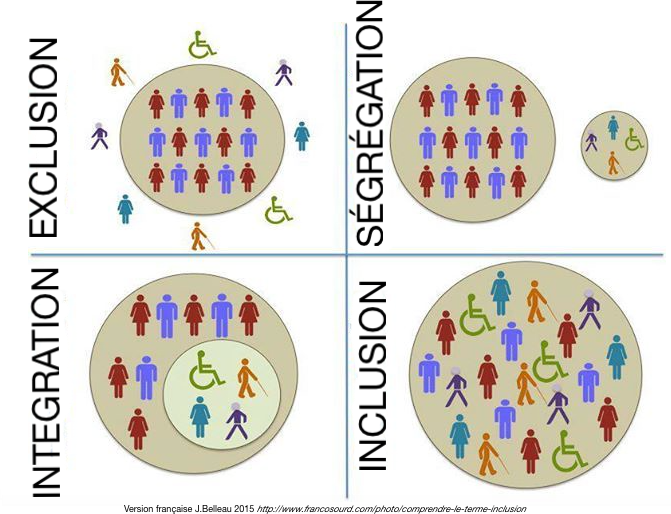 EXCLUSION
SÉGRÉGATION
INTEGRATION
INCLUSION
Version française J.Belleau 2015 http://www.francosourd.com/photo/comprendre-le-terme-inclusion